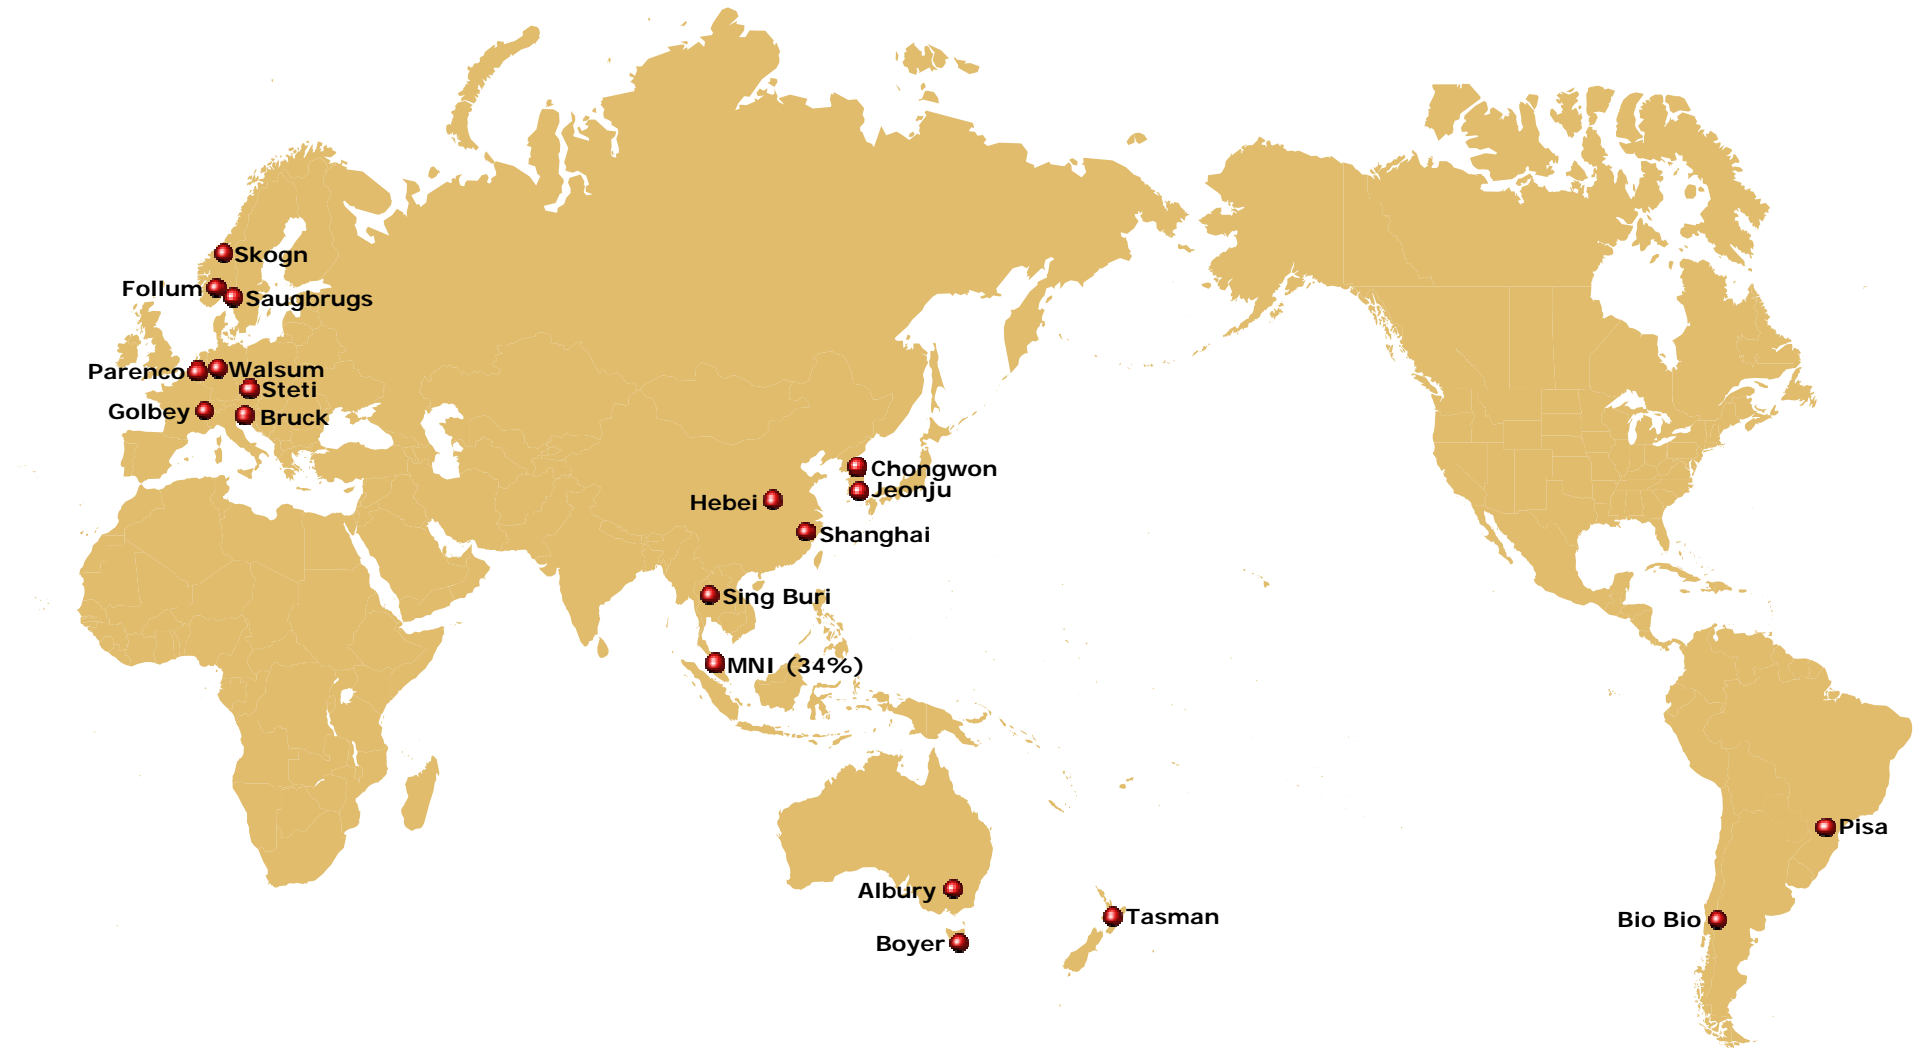 Skogn
Follum
Saugbrugs
Parenco
Walsum
Steti
Golbey
Bruck
Chongwon
Jeonju
Hebei
Shanghai
Sing Buri
MNI (34%)
Pisa
Albury
Tasman
Bio Bio
Boyer